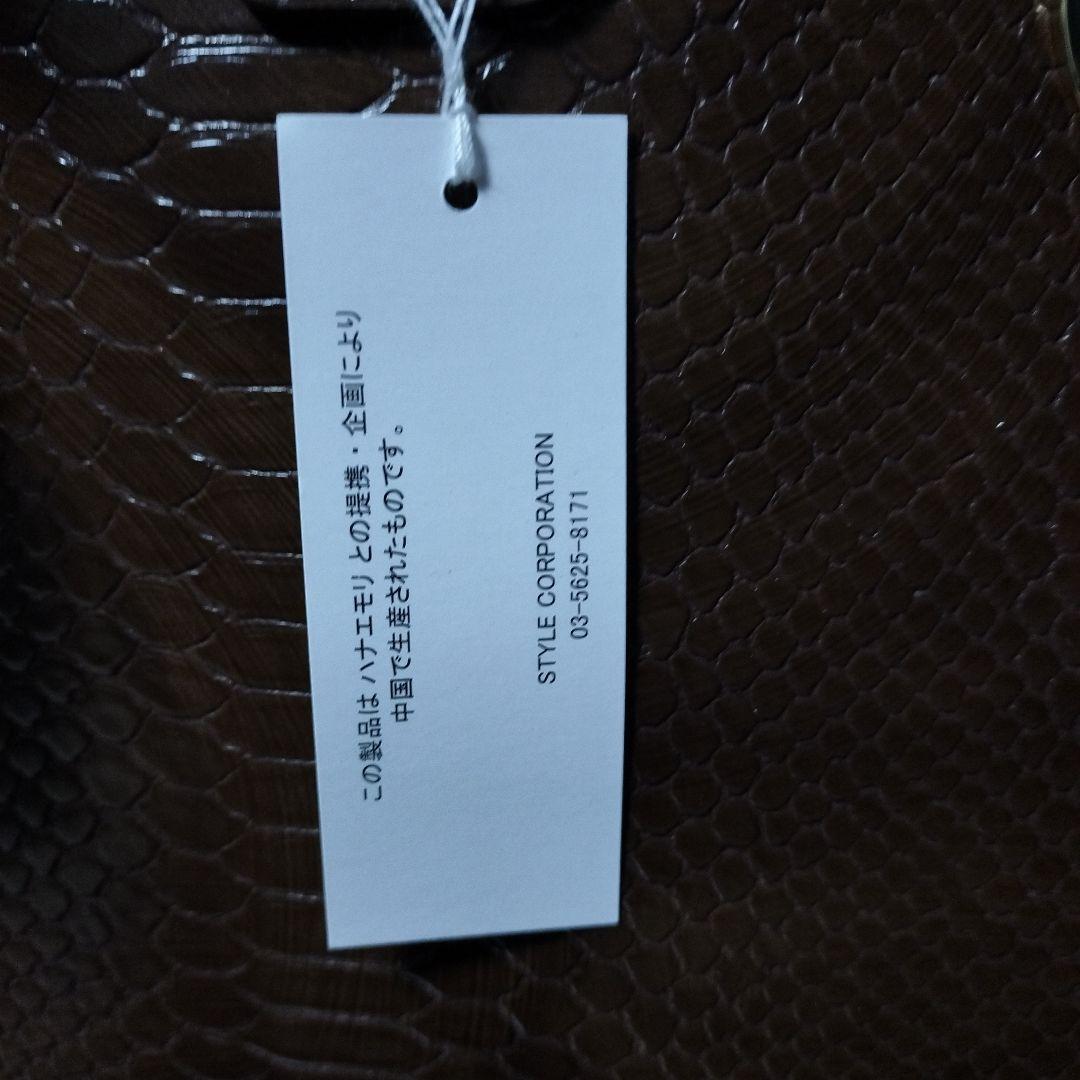 この製品は ハナエモリ との提携・企画により
中国で生産されたものです。
STYLE CORPORATION
03-5625-8171